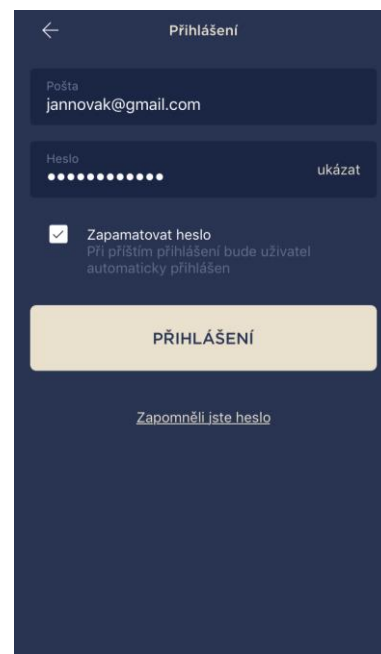 Přihlášení
Pošta
jannovak@gmail.com
Heslo
●●●●●●●●●●●●
ukázat
Zapamatovat heslo
Při příštím přihlášení bude uživatel
automaticky přihlášen
PŘIHLÁŠENÍ
Zapomněli jste heslo